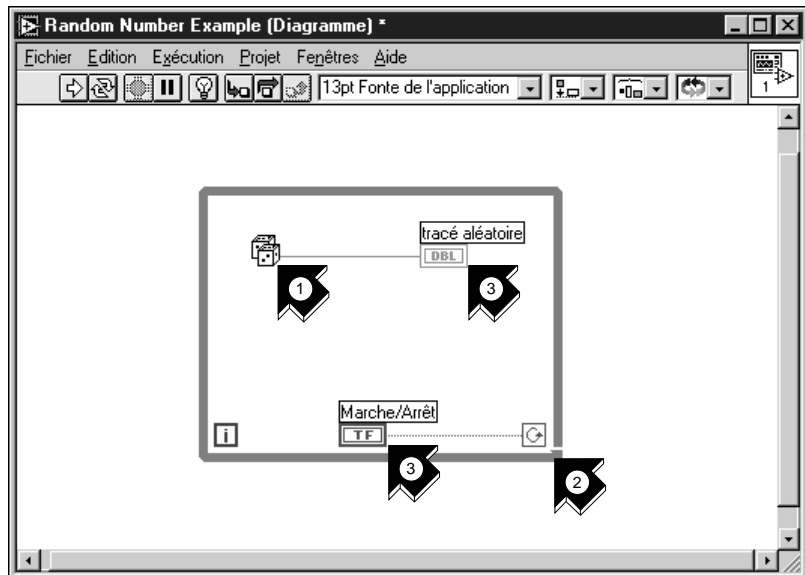 Random Number Example (Diagramme) *
Fichier Edition Exécution Projet Fenêtres Aide
13pt Fonte de l'application
1
tracé aléatoire
DBL
1
3
Marche/Arrêt
i
TF
3
2